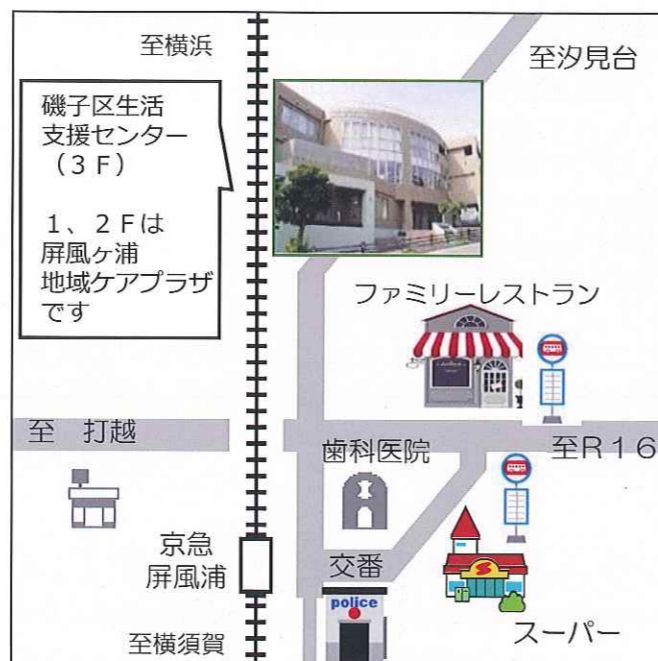 至横浜
至汐見台
磯子区生活
支援センター
(３Ｆ)
１、２Ｆは
屏風ヶ浦
地域ケアプラザ
です
ファミリーレストラン
至 打越
歯科医院
至Ｒ１６
京急
屏風浦
交番
police
スーパー
至横須賀